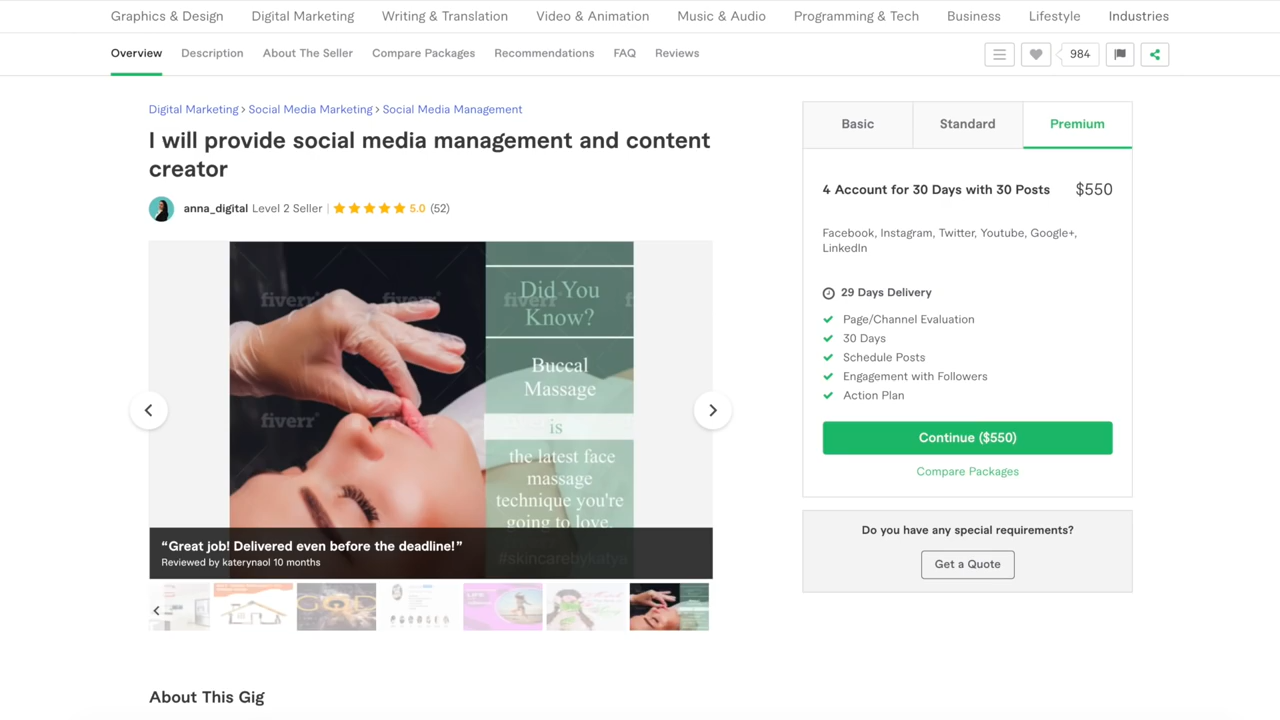 Graphics & Design Digital Marketing Writing & Translation Video & Animation Music & Audio Programming & Tech Business Lifestyle Industries
Overview Description About The Seller Compare Packages Recommendations FAQ Reviews 984
Digital Marketing › Social Media Marketing › Social Media Management
I will provide social media management and content
creator
anna_digital Level 2 Seller | 5.0 (52)
fiverr fiverr fiverr
Did You
Know?
Buccal
Massage
fiverr
is
the latest face
massage
technique you're
going to love.
#skincarebykatya
“Great job! Delivered even before the deadline!”
Reviewed by katerynaol 10 months
GOD
Basic Standard Premium
4 Account for 30 Days with 30 Posts $550
Facebook, Instagram, Twitter, Youtube, Google+,
LinkedIn
29 Days Delivery
Page/Channel Evaluation
30 Days
Schedule Posts
Engagement with Followers
Action Plan
Continue ($550)
Compare Packages
Do you have any special requirements?
Get a Quote
About This Gig